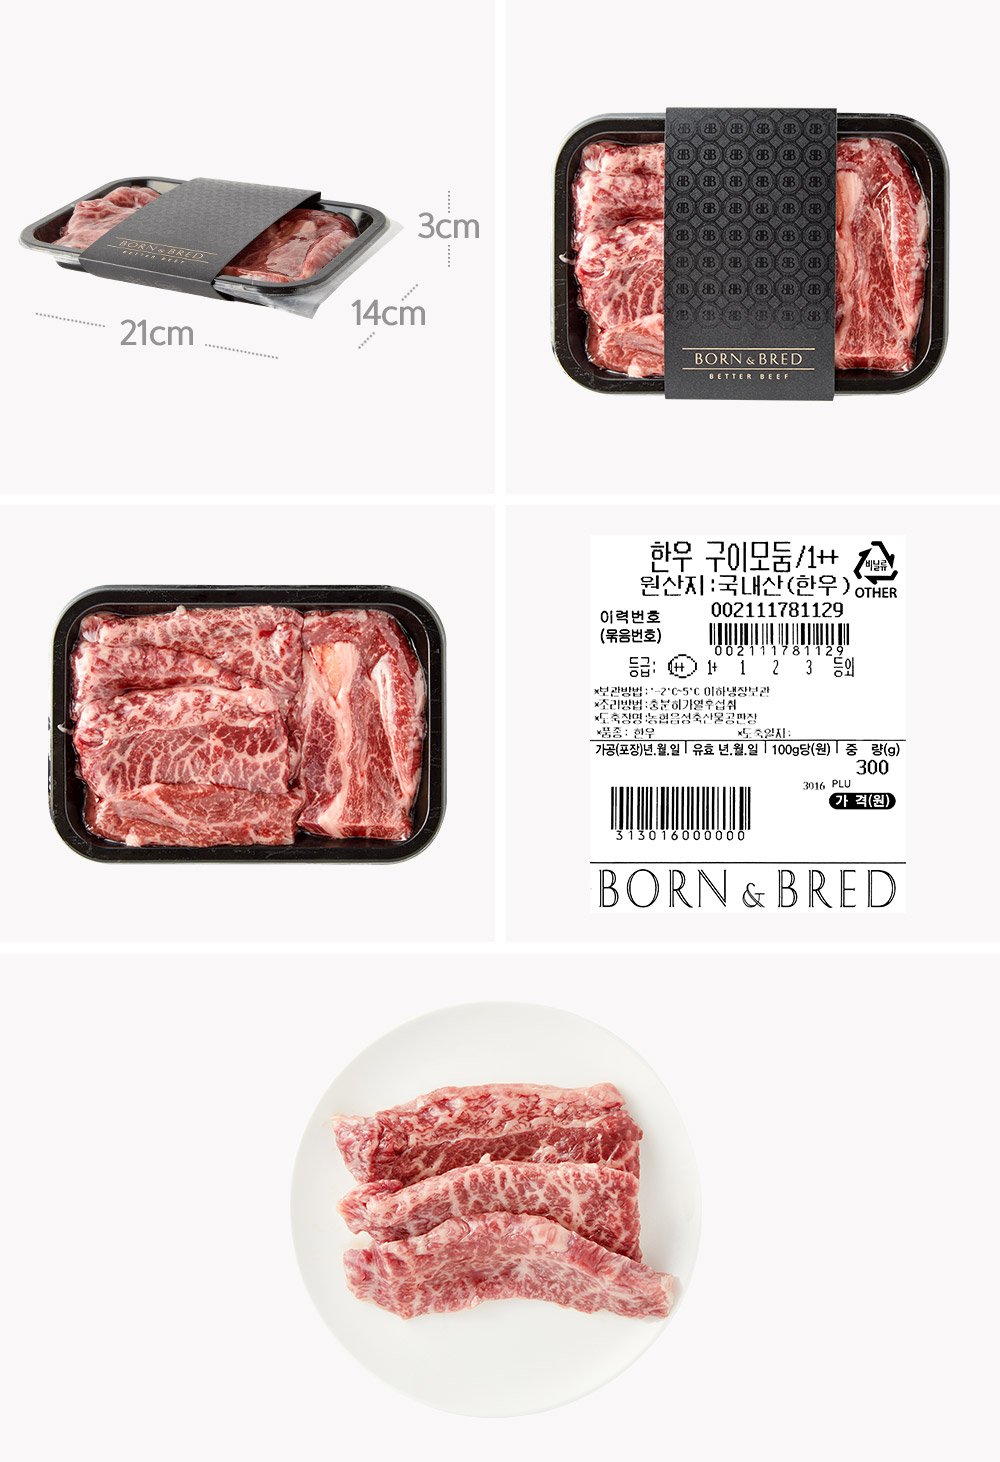 3cm
14cm
21cm
BORN & BRED
BETTER BEEF
BORN & BRED
BETTER BEEF
한우 구이모둠/1++
원산지:국내산(한우)
비닐류
OTHER
이력번호
(묶음번호)
002111781129
002111781129
등급: 1++ 1+ 1 2 3 등외
*보관방법:'-2℃~5℃ 이하냉장보관
*조리방법:충분히가열후섭취
*도축장명:농협음성축산물공판장
*품종: 한우 *도축일자:
가공(포장)년.월.일 유효 년.월.일 100g당(원) 중 량(g)
300
3016 PLU
가 격(원)
313016000000
BORN & BRED